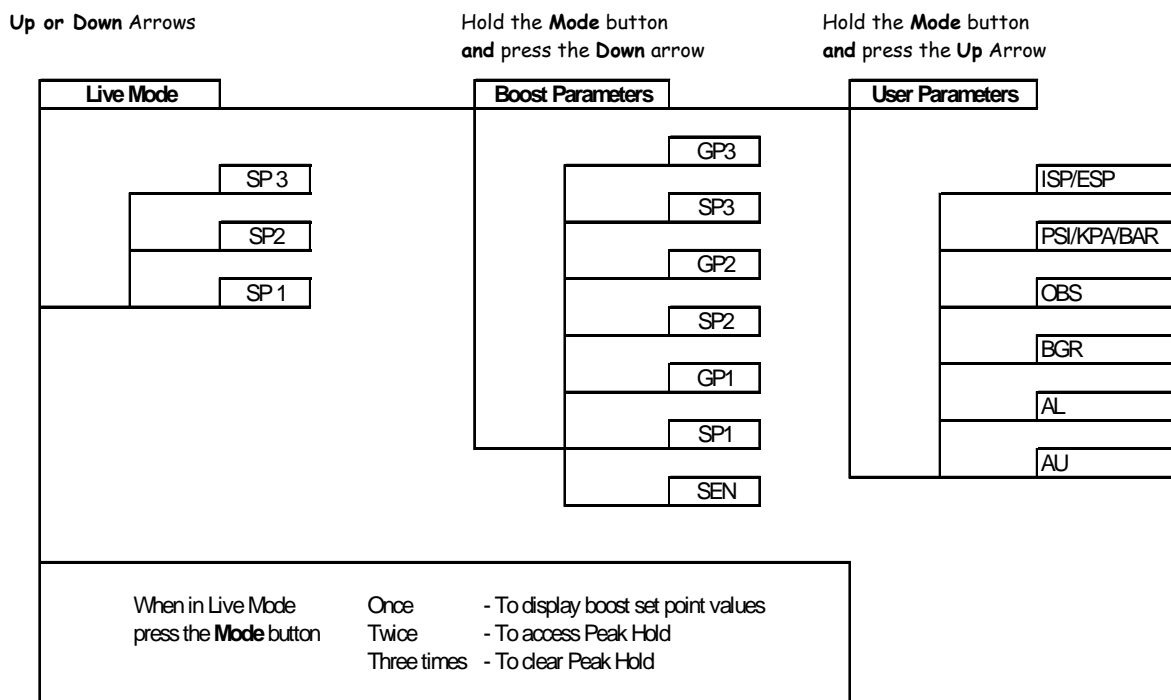 Up or Down Arrows
Hold the Mode button
and press the Down arrow
Hold the Mode button
and press the Up Arrow
Live Mode
SP 3
SP2
SP 1
Boost Parameters
GP3
SP3
GP2
SP2
GP1
SP1
SEN
User Parameters
ISP/ESP
PSI/KPA/BAR
OBS
BGR
AL
AU
When in Live Mode Once - To display boost set point values
press the Mode button Twice - To access Peak Hold
Three times - To clear Peak Hold